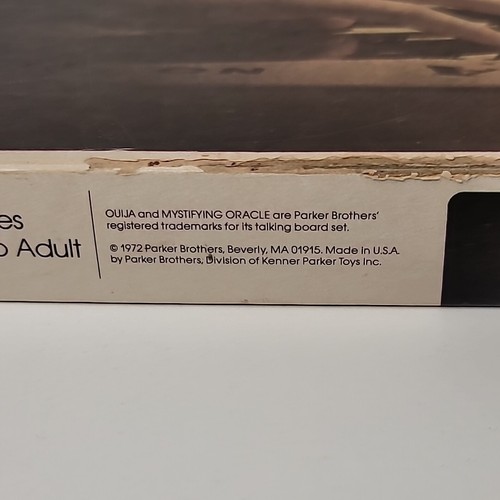 es
o Adult
OUIJA and MYSTIFYING ORACLE are Parker Brothers'
registered trademarks for its talking board set.
© 1972 Parker Brothers, Beverly, MA 01915. Made in U.S.A.
by Parker Brothers, Division of Kenner Parker Toys Inc.